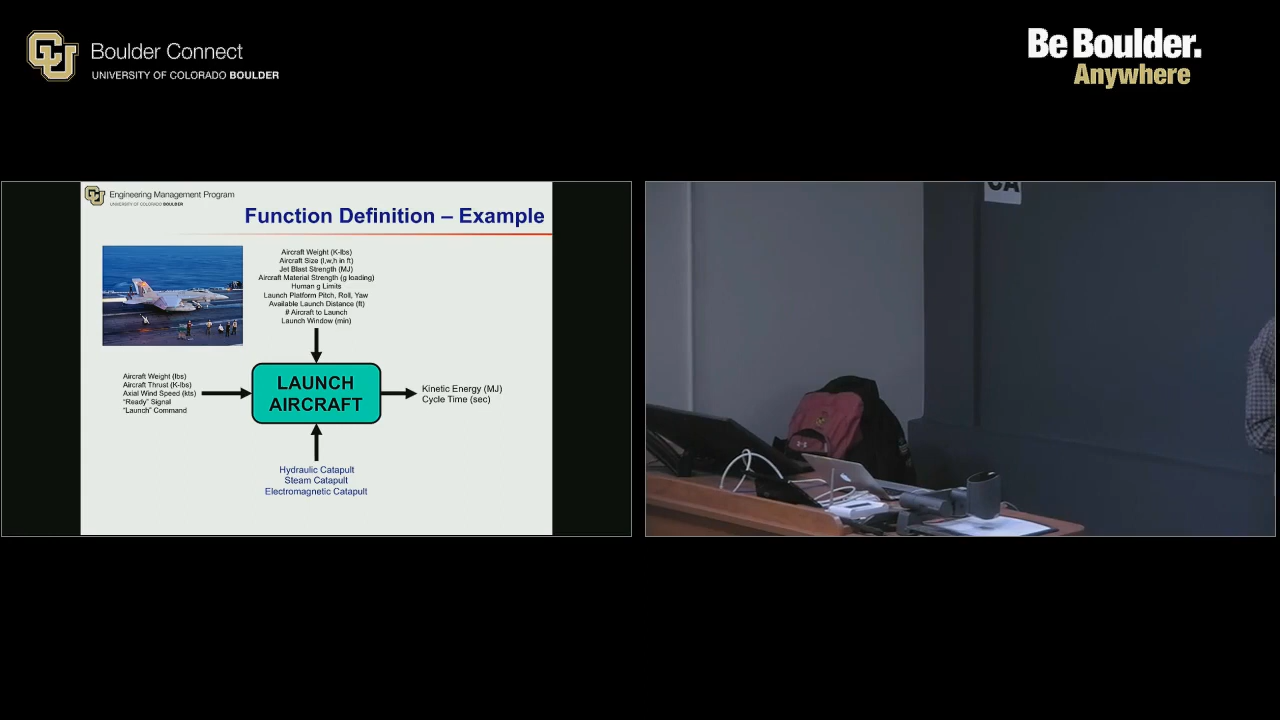 Boulder Connect
UNIVERSITY OF COLORADO BOULDER
Be Boulder.
Anywhere
Engineering Management Program
UNIVERSITY OF COLORADO BOULDER
Function Definition – Example
Aircraft Weight (K-lbs)
Aircraft Size (l,w,h in ft)
Jet Blast Strength (MJ)
Aircraft Material Strength (g loading)
Human g Limits
Launch Platform Pitch, Roll, Yaw
Available Launch Distance (ft)
# Aircraft to Launch
Launch Window (min)
Aircraft Weight (lbs)
Aircraft Thrust (K-lbs)
Axial Wind Speed (kts)
“Ready” Signal
“Launch” Command
LAUNCH
AIRCRAFT
Kinetic Energy (MJ)
Cycle Time (sec)
Hydraulic Catapult
Steam Catapult
Electromagnetic Catapult